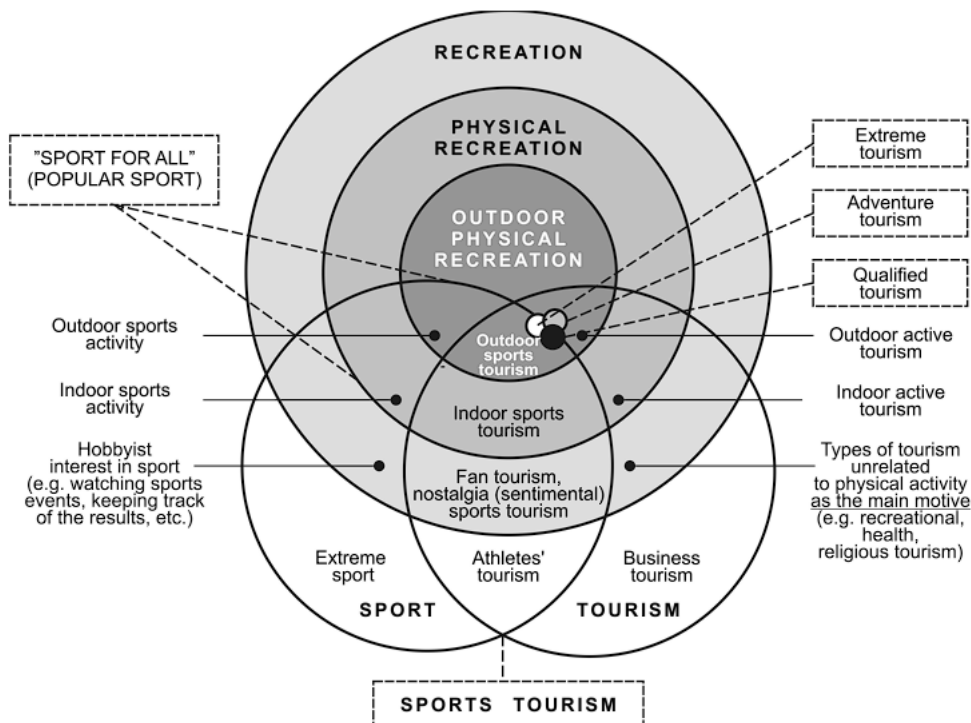 RECREATION
PHYSICAL
RECREATION
OUTDOOR
PHYSICAL
RECREATION
"SPORT FOR ALL"
(POPULAR SPORT)
Extreme
tourism
Adventure
tourism
Qualified
tourism
Outdoor sports
activity
Outdoor
sports
tourism
Outdoor active
tourism
Indoor sports
activity
Indoor sports
tourism
Indoor active
tourism
Hobbyist
interest in sport
(e.g. watching sports
events, keeping track
of the results, etc.)
Fan tourism,
nostalgia (sentimental)
sports tourism
Types of tourism
unrelated
to physical activity
as the main motive
(e.g. recreational,
health,
religious tourism)
Extreme
sport
Athletes'
tourism
Business
tourism
SPORT
TOURISM
SPORTS TOURISM